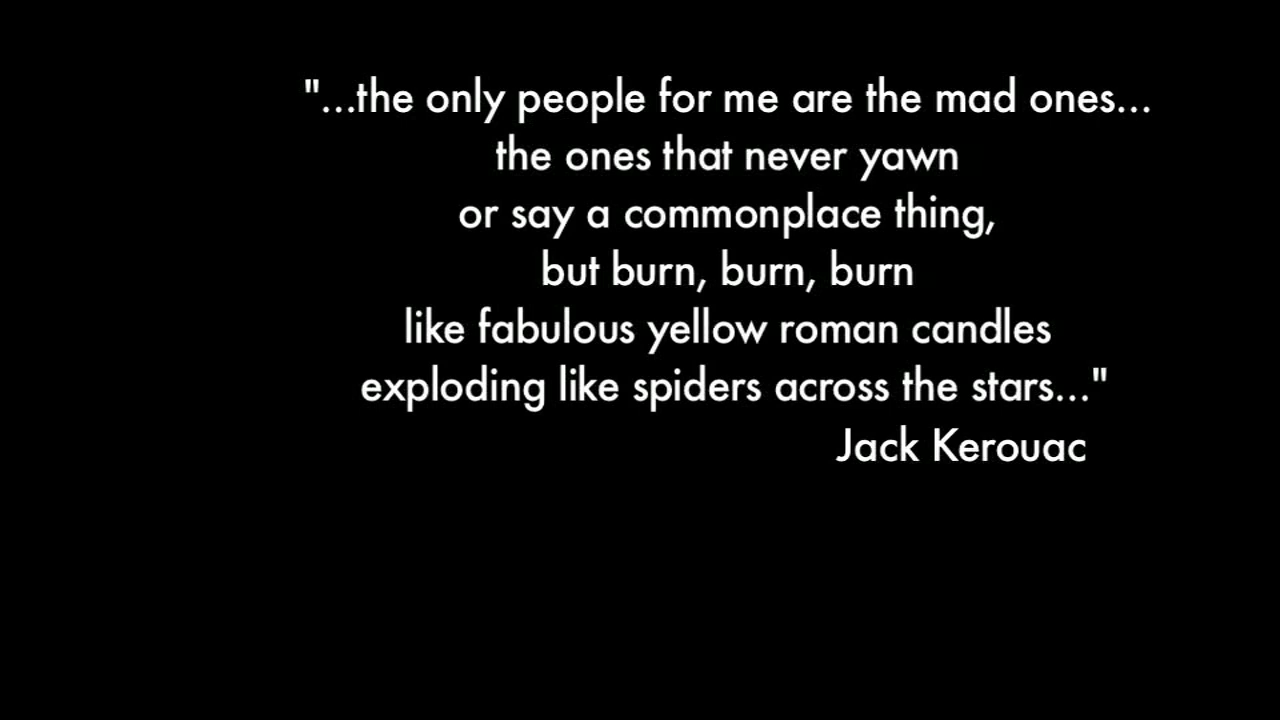 "...the only people for me are the mad ones...
the ones that never yawn
or say a commonplace thing,
but burn, burn, burn
like fabulous yellow roman candles
exploding like spiders across the stars..."
Jack Kerouac